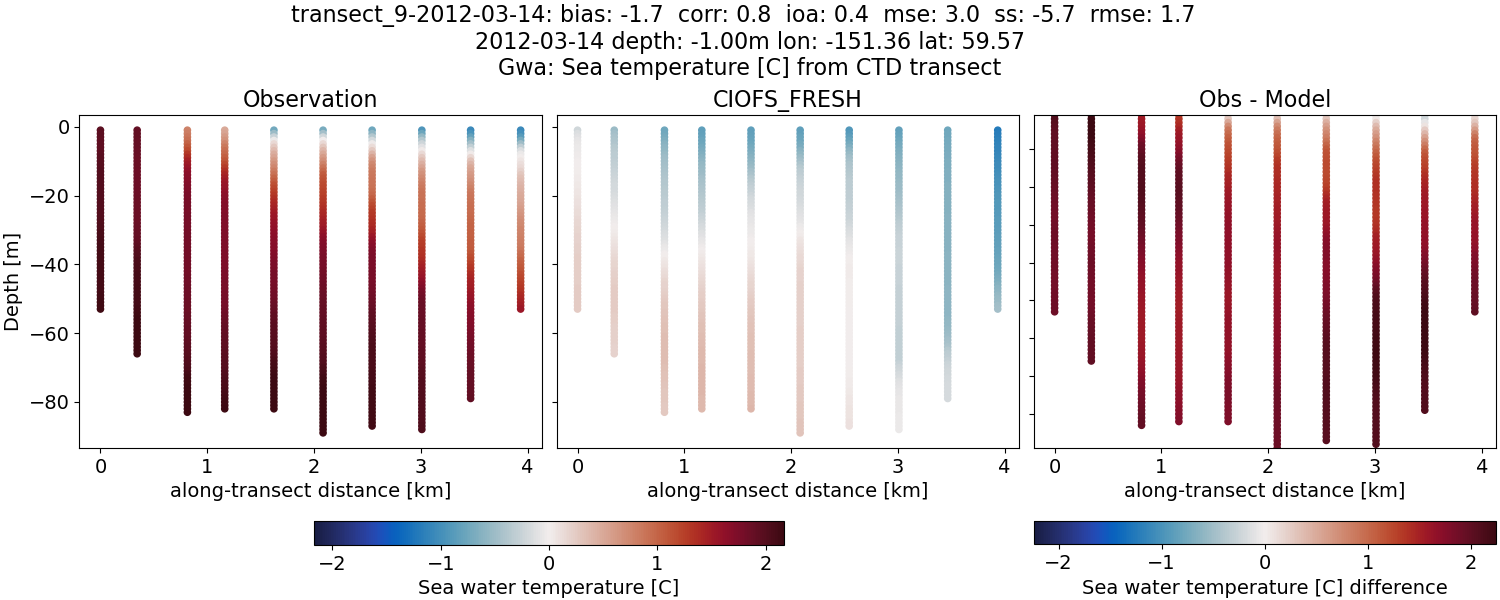 transect_9-2012-03-14: bias: -1.7  corr: 0.8  ioa: 0.4  mse: 3.0  ss: -5.7  rmse: 1.7
2012-03-14 depth: -1.00m lon: -151.36 lat: 59.57
Gwa: Sea temperature [C] from CTD transect
Observation
CIOFS_FRESH
Obs - Model
Depth [m]
0
−20
−40
−60
−80
0 1 2 3 4
0 1 2 3 4
0 1 2 3 4
along-transect distance [km]
along-transect distance [km]
along-transect distance [km]
−2 −1 0 1 2
−2 −1 0 1 2
Sea water temperature [C]
Sea water temperature [C] difference